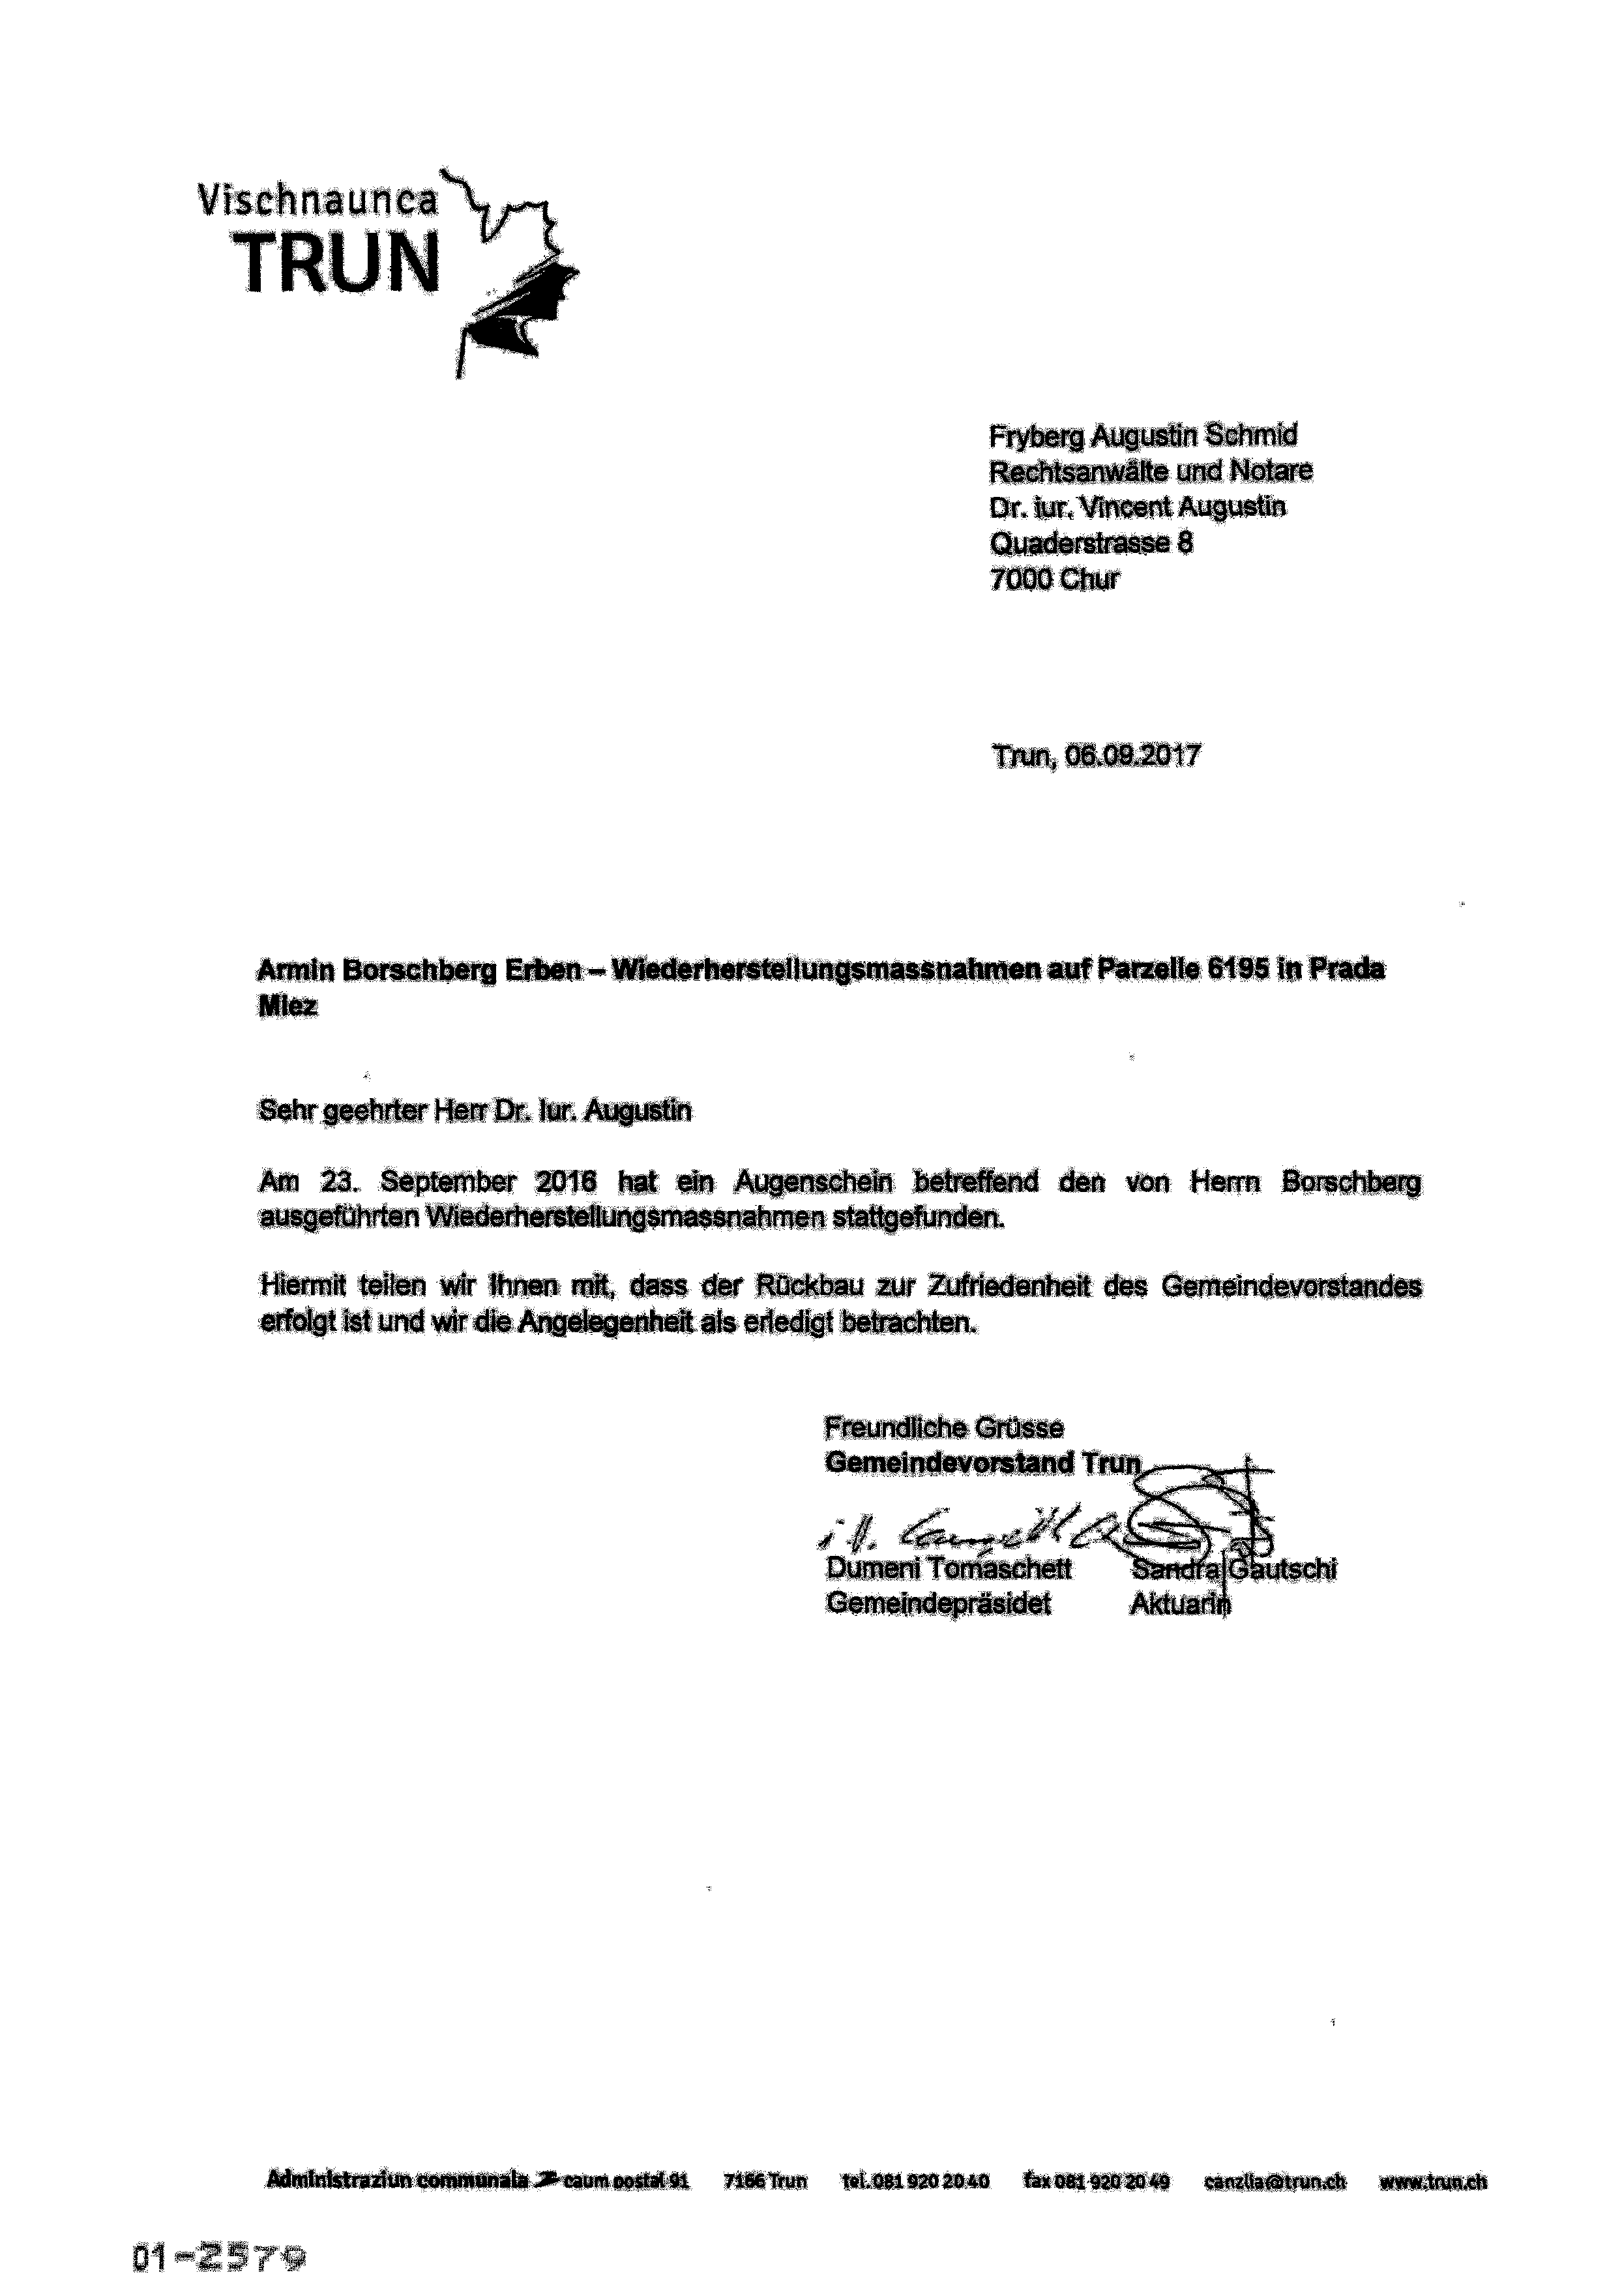 Vischnaunca
TRUN
Fryberg Augustin Schmid
Rechtsanwälte und Notare
Dr. iur. Vincent Augustin
Quaderstrasse 8
7000 Chur
Trun, 06.09.2017
Armin Borschberg Erben – Wiederherstellungsmassnahmen auf Parzelle 6195 in Prada
Miez
Sehr geehrter Herr Dr. iur. Augustin
Am 23. September 2016 hat ein Augenschein betreffend den von Herrn Borschberg
ausgeführten Wiederherstellungsmassnahmen stattgefunden.
Hiermit teilen wir Ihnen mit, dass der Rückbau zur Zufriedenheit des Gemeindevorstandes
erfolgt ist und wir die Angelegenheit als erledigt betrachten.
Freundliche Grüsse
Gemeindevorstand Trun
Dumeni Tomaschett Sandra Gautschi
Gemeindepräsidet Aktuarin
Administraziun communala caum postal 91 7166 Trun tel. 081 920 20 40 fax 081 920 20 49 canzlia@trun.ch www.trun.ch
01-2579